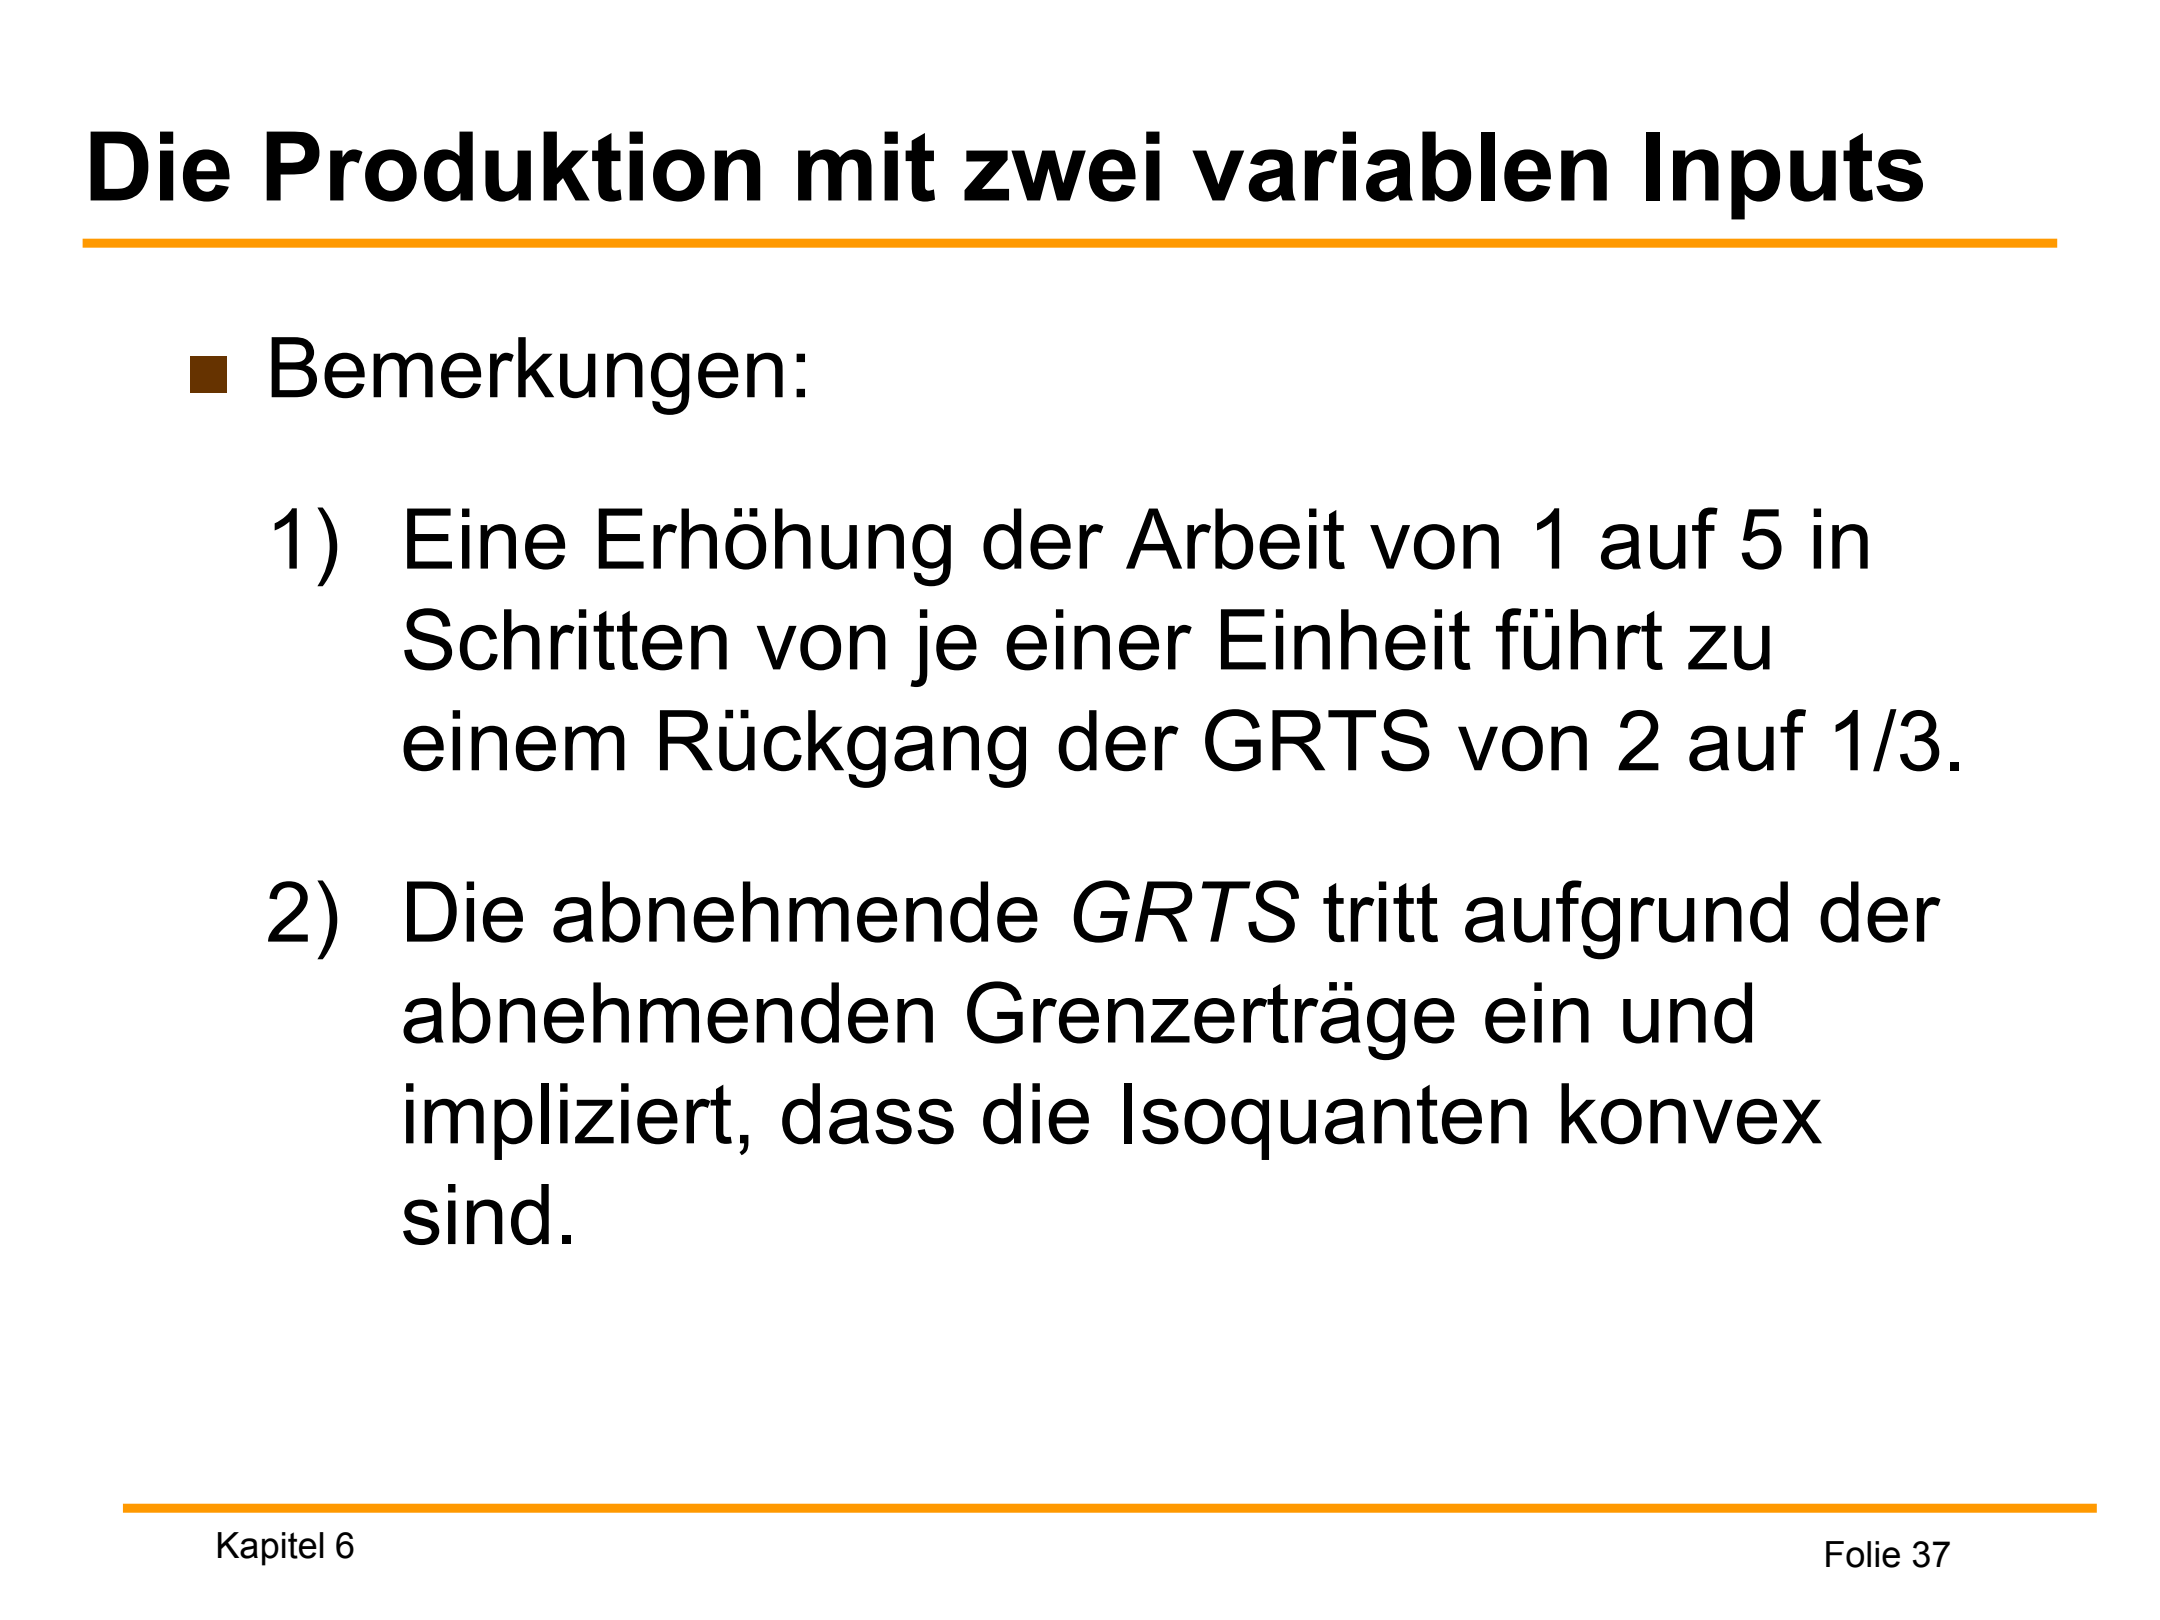 Die Produktion mit zwei variablen Inputs
Bemerkungen:
1) Eine Erhöhung der Arbeit von 1 auf 5 in
Schritten von je einer Einheit führt zu
einem Rückgang der GRTS von 2 auf 1/3.
2) Die abnehmende GRTS tritt aufgrund der
abnehmenden Grenzerträge ein und
impliziert, dass die Isoquanten konvex
sind.
Kapitel 6
Folie 37